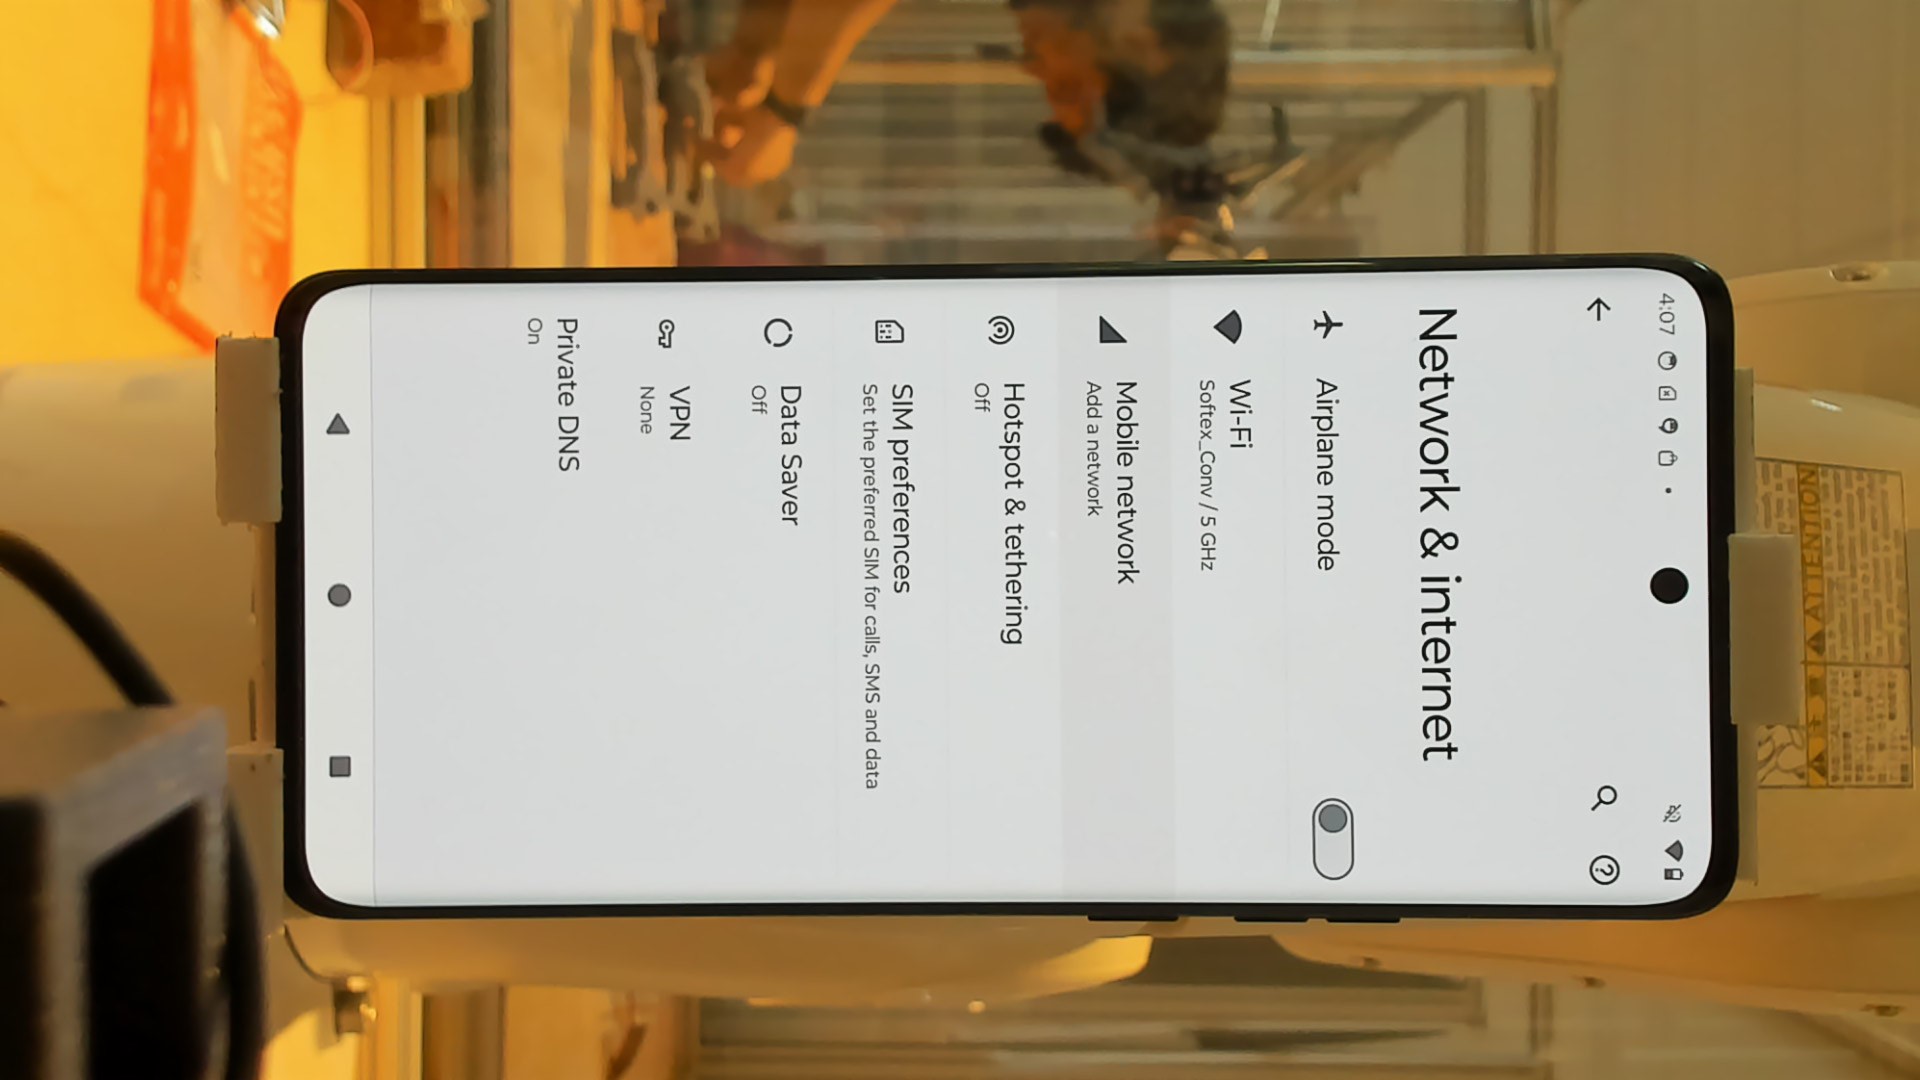 4:07
Network & internet
Airplane mode
Wi-Fi
Softex_Conv / 5 GHz
Mobile network
Add a network
Hotspot & tethering
Off
SIM preferences
Set the preferred SIM for calls, SMS and data
Data Saver
Off
VPN
None
Private DNS
On
ATTENTION